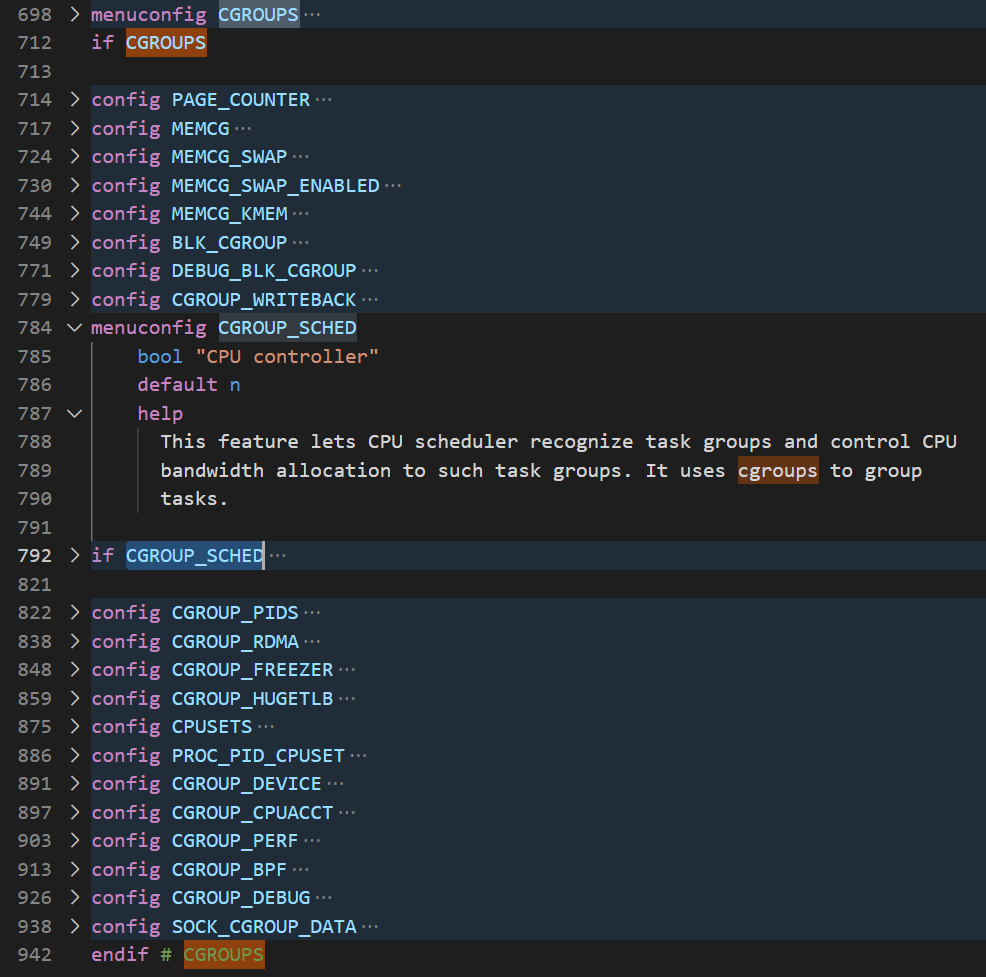 698 > menuconfig CGROUPS ···
712 if CGROUPS
713
714 > config PAGE_COUNTER ···
717 > config MEMCG ···
724 > config MEMCG_SWAP ···
730 > config MEMCG_SWAP_ENABLED ···
744 > config MEMCG_KMEM ···
749 > config BLK_CGROUP ···
771 > config DEBUG_BLK_CGROUP ···
779 > config CGROUP_WRITEBACK ···
784 menuconfig CGROUP_SCHED
785 bool "CPU controller"
786 default n
787 help
788 This feature lets CPU scheduler recognize task groups and control CPU
789 bandwidth allocation to such task groups. It uses cgroups to group
790 tasks.
791
792 > if CGROUP_SCHED ···
821
822 > config CGROUP_PIDS ···
838 > config CGROUP_RDMA ···
848 > config CGROUP_FREEZER ···
859 > config CGROUP_HUGETLB ···
875 > config CPUSETS ···
886 > config PROC_PID_CPUSET ···
891 > config CGROUP_DEVICE ···
897 > config CGROUP_CPUACCT ···
903 > config CGROUP_PERF ···
913 > config CGROUP_BPF ···
926 > config CGROUP_DEBUG ···
938 > config SOCK_CGROUP_DATA ···
942 endif # CGROUPS